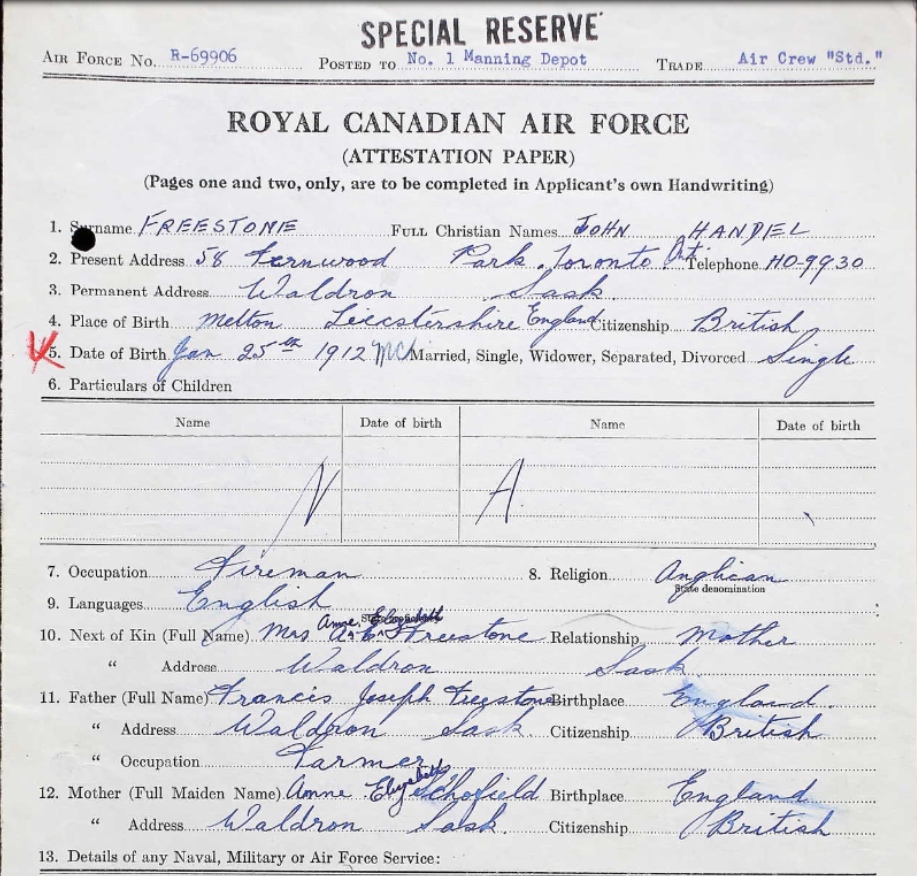 SPECIAL RESERVE
AIR FORCE NO. R-69906 POSTED TO No. 1 Manning Depot TRADE Air Crew "Std."
ROYAL CANADIAN AIR FORCE
(ATTESTATION PAPER)
(Pages one and two, only, are to be completed in Applicant's own Handwriting)
1. Surname FREESTONE FULL Christian Names JOHN HANDEL
2. Present Address 58 Fernwood Park. Toronto Ont. Telephone HO-9930
3. Permanent Address Waldron Sask.
4. Place of Birth Melton Leicstershire England Citizenship British
5. Date of Birth Jan 25th 1912 Married, Single, Widower, Separated, Divorced Single
6. Particulars of Children
Name Date of birth Name Date of birth
N A
7. Occupation Fireman 8. Religion Anglican
State denomination
9. Languages English
Anne Elizabeth
10. Next of Kin (Full Name) Mrs A. E. Freestone Relationship Mother
" Address Waldron Sask
11. Father (Full Name) Francis Joseph Freestone Birthplace England.
" Address Waldron Sask Citizenship British
" Occupation Farmer
12. Mother (Full Maiden Name) Anne Elizabeth Schofield Birthplace England
" Address Waldron Sask. Citizenship British
13. Details of any Naval, Military or Air Force Service: